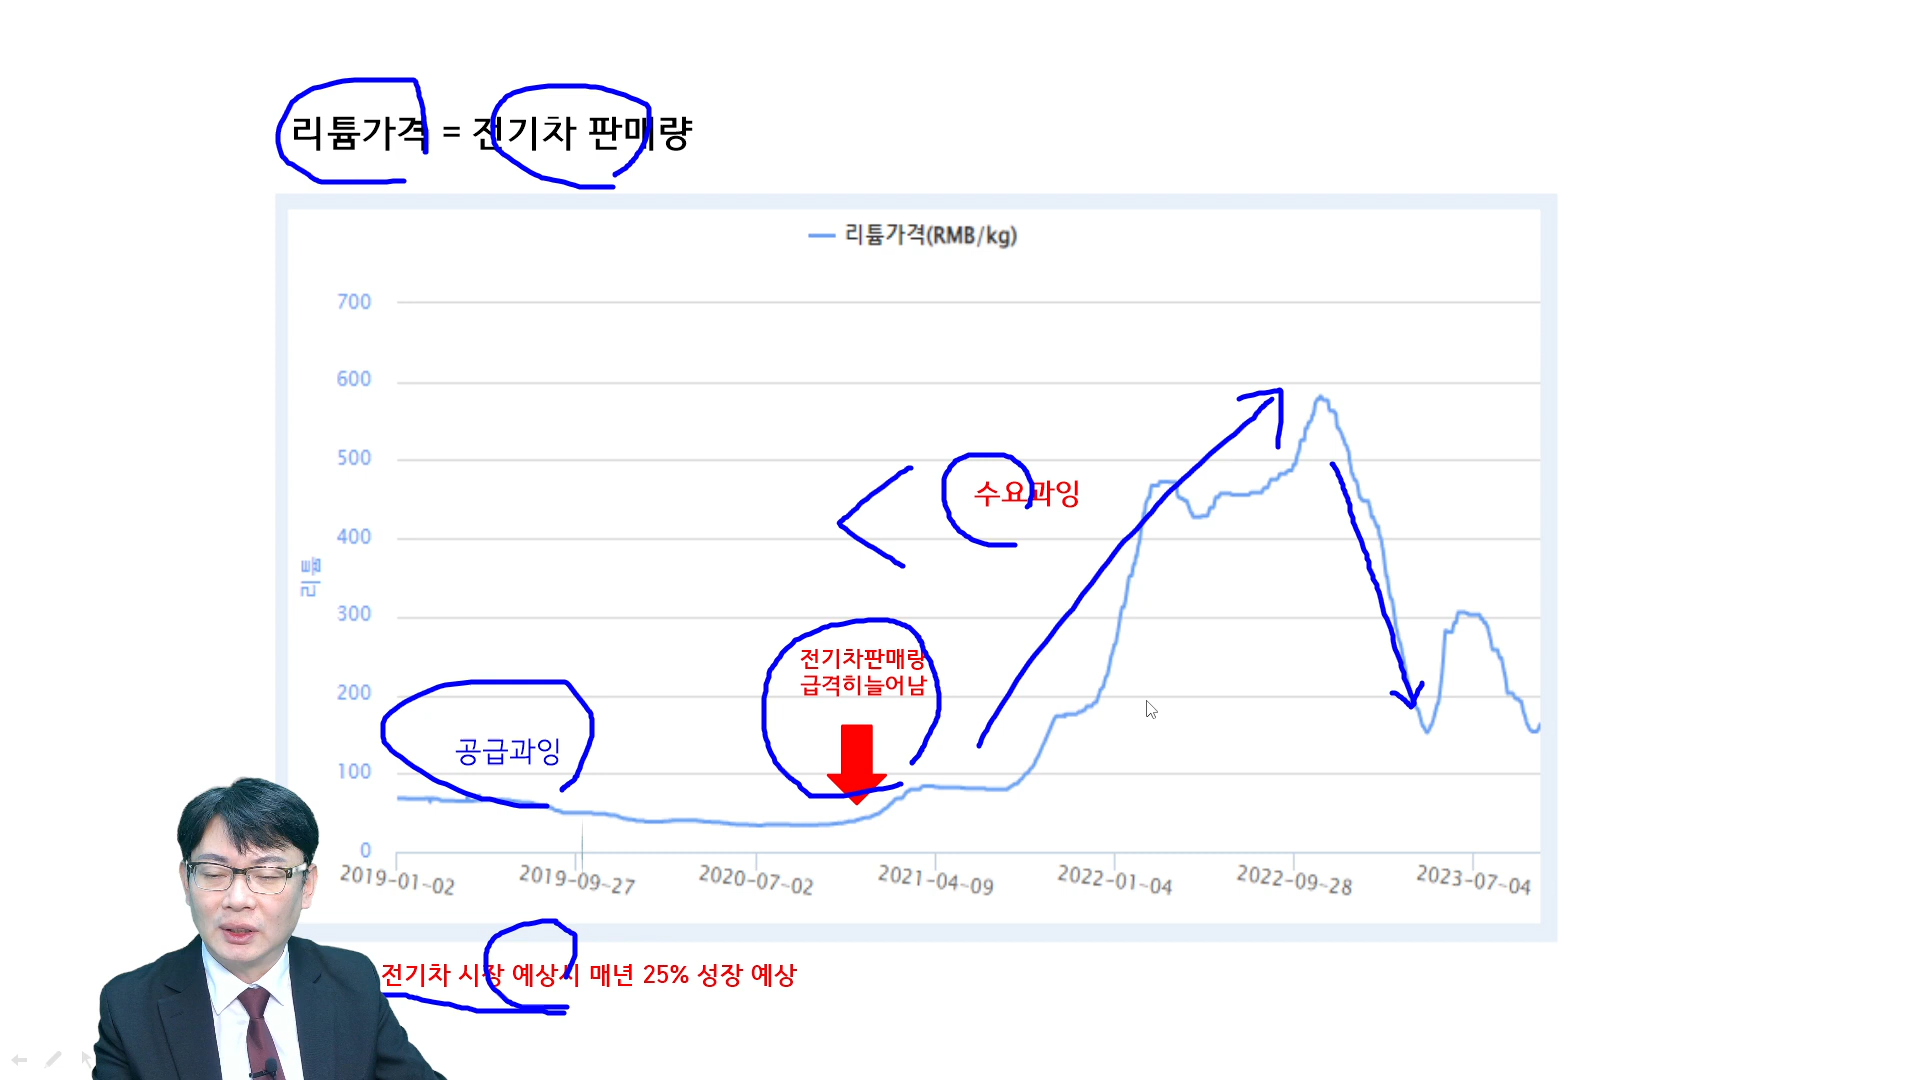 리튬가격 = 전기차 판매량
리튬가격(RMB/kg)
700
600
500
400
300
200
100
0
리튬
수요과잉
전기차판매량
급격히늘어남
공급과잉
2019-01-02
2019-09-27
2020-07-02
2021-04-09
2022-01-04
2022-09-28
2023-07-04
전기차 시장 예상시 매년 25% 성장 예상